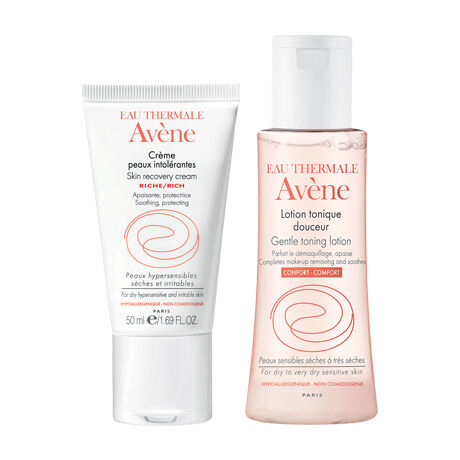 EAU THERMALE
Avène
Crème
peaux intolérantes
Skin recovery cream
RICHE/RICH
Apaisante, protectrice
Soothing, protecting
Peaux hypersensibles
sèches et irritables
For dry hypersensitive and irritable skin
HYPOALLERGENIQUE - NON COMEDOGENE
PARIS
50 ml e/1.69 FL.OZ.
EAU THERMALE
Avène
Lotion tonique
douceur
Gentle toning lotion
Parfait le démaquillage, apaise
Completes make-up removing and soothes
CONFORT - COMFORT
Peaux sensibles sèches à très sèches
For dry to very dry sensitive skin
HYPOALLERGENIQUE - NON COMEDOGENE
PARIS